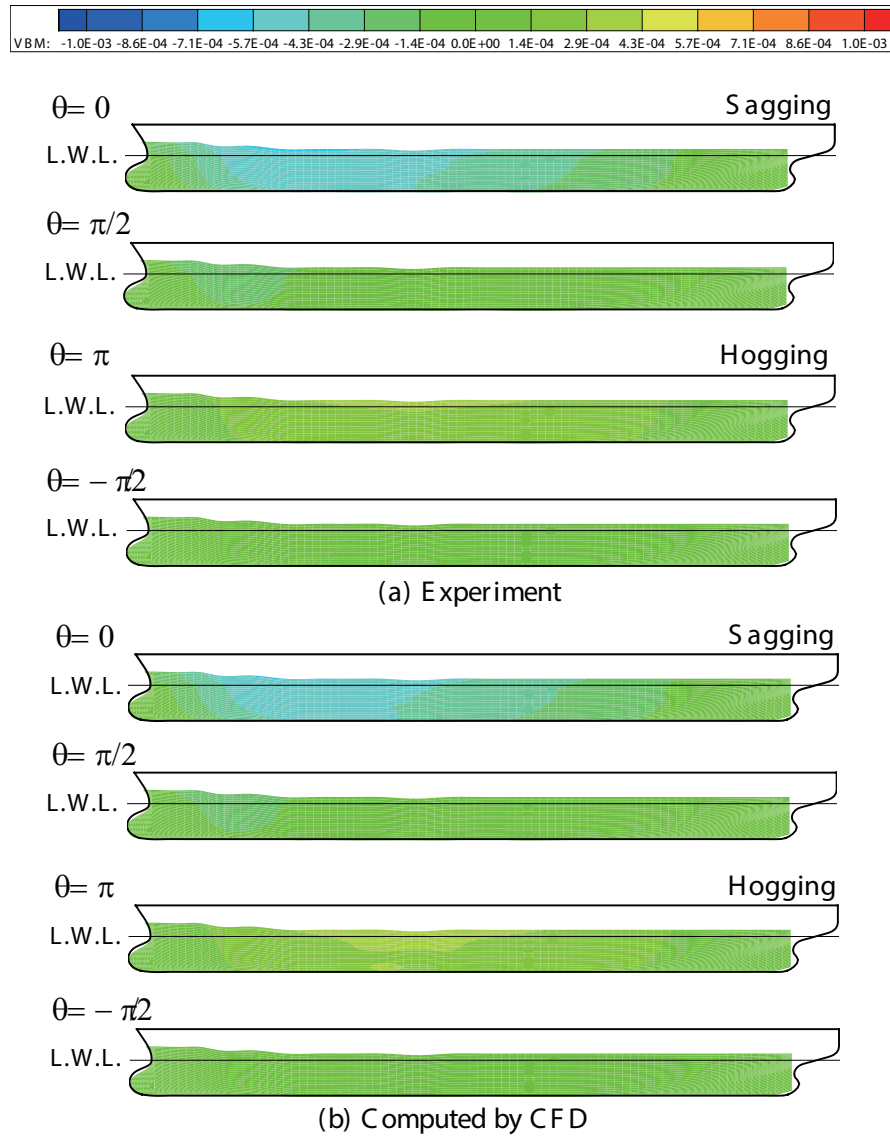 VBM: -1.0E-03 -8.6E-04 -7.1E-04 -5.7E-04 -4.3E-04 -2.9E-04 -1.4E-04 0.0E+00 1.4E-04 2.9E-04 4.3E-04 5.7E-04 7.1E-04 8.6E-04 1.0E-03
θ= 0 Sagging
L.W.L.
θ= π/2
L.W.L.
θ= π Hogging
L.W.L.
θ= − π/2
L.W.L.
(a) Experiment
θ= 0 Sagging
L.W.L.
θ= π/2
L.W.L.
θ= π Hogging
L.W.L.
θ= − π/2
L.W.L.
(b) Computed by CFD